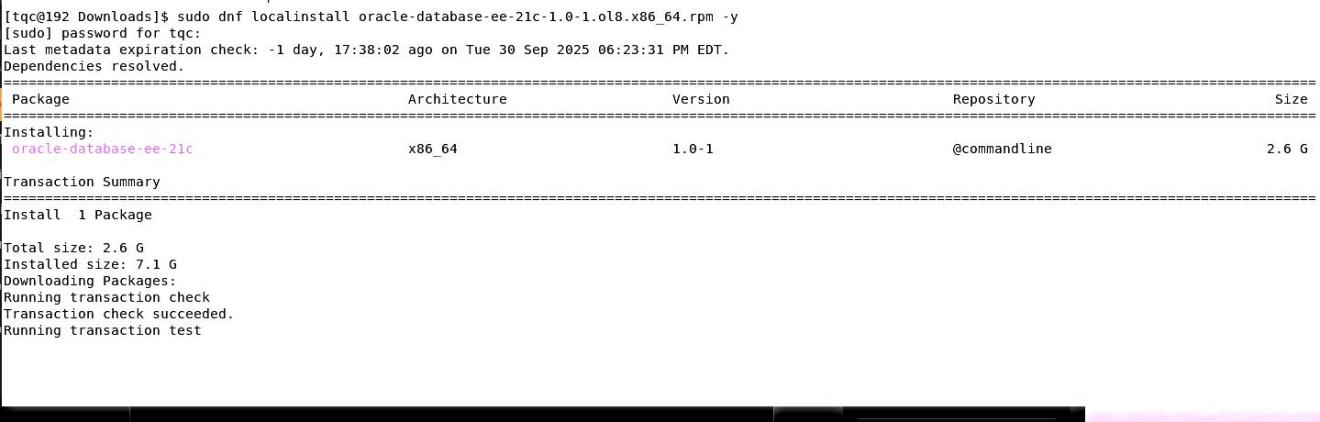 [tqc@192 Downloads]$ sudo dnf localinstall oracle-database-ee-21c-1.0-1.ol8.x86_64.rpm -y
[sudo] password for tqc:
Last metadata expiration check: -1 day, 17:38:02 ago on Tue 30 Sep 2025 06:23:31 PM EDT.
Dependencies resolved.
================================================================================
Package Architecture Version Repository Size
================================================================================
Installing:
oracle-database-ee-21c x86_64 1.0-1 @commandline 2.6 G
Transaction Summary
================================================================================
Install 1 Package
Total size: 2.6 G
Installed size: 7.1 G
Downloading Packages:
Running transaction check
Transaction check succeeded.
Running transaction test